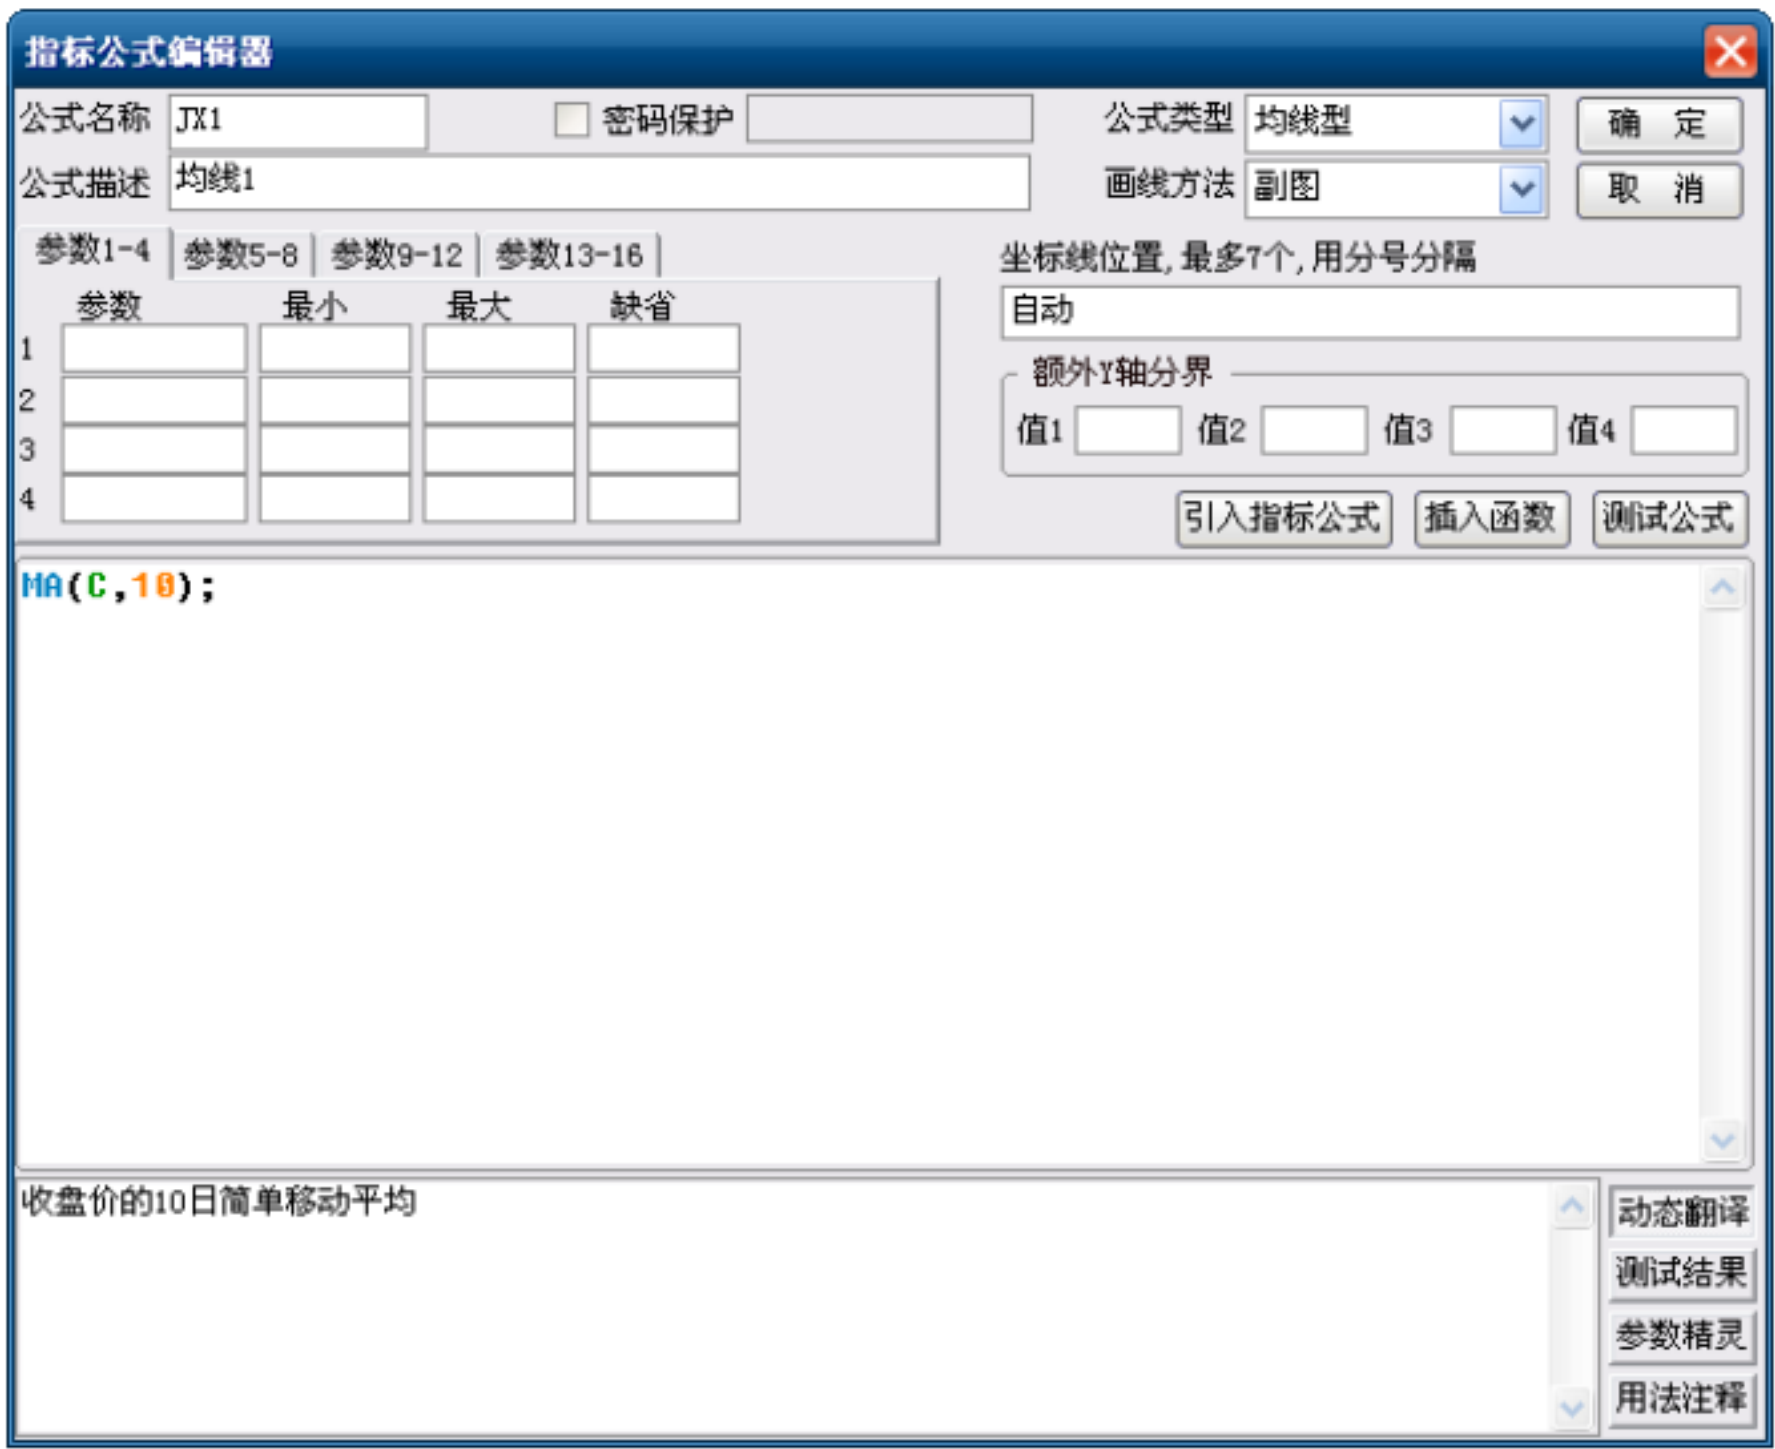 指标公式编辑器
公式名称 JX1 密码保护 公式类型 均线型 确 定
公式描述 均线1 画线方法 副图 取 消
参数1-4 参数5-8 参数9-12 参数13-16
坐标线位置,最多7个,用分号分隔
参数 最小 最大 缺省
自动
1
额外Y轴分界
2
值1 值2 值3 值4
3
4
引入指标公式 插入函数 测试公式
MA(C,10);
收盘价的10日简单移动平均
动态翻译
测试结果
参数精灵
用法注释